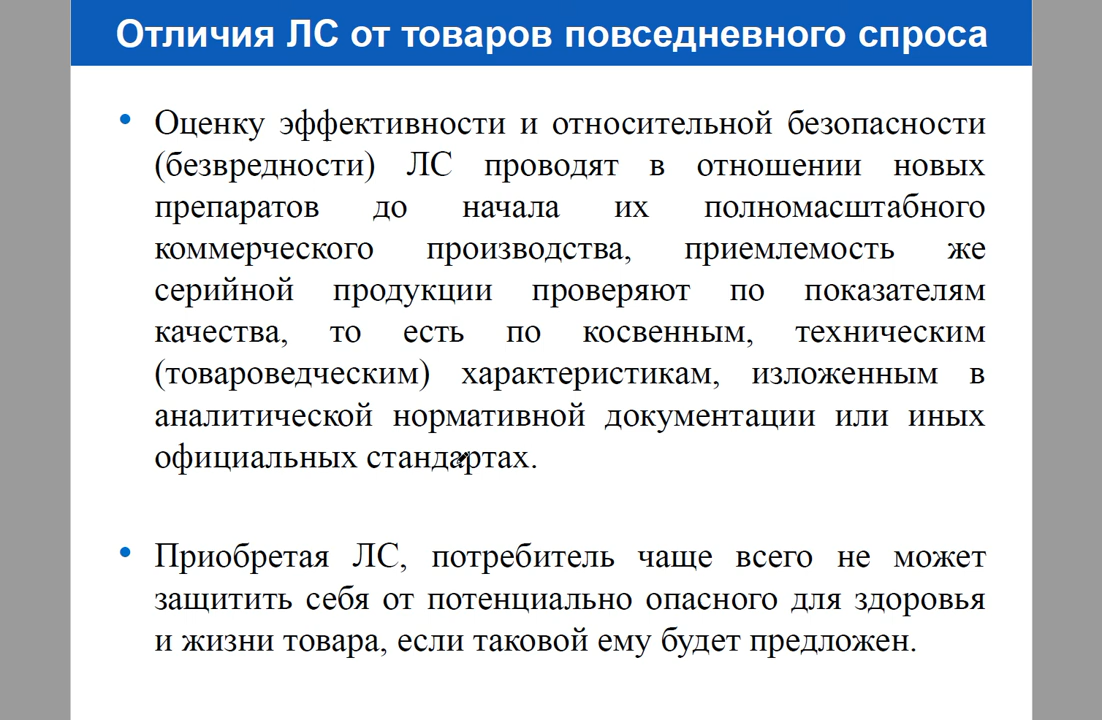 Отличия ЛС от товаров повседневного спроса
• Оценку эффективности и относительной безопасности
(безвредности) ЛС проводят в отношении новых
препаратов до начала их полномасштабного
коммерческого производства, приемлемость же
серийной продукции проверяют по показателям
качества, то есть по косвенным, техническим
(товароведческим) характеристикам, изложенным в
аналитической нормативной документации или иных
официальных стандартах.
• Приобретая ЛС, потребитель чаще всего не может
защитить себя от потенциально опасного для здоровья
и жизни товара, если таковой ему будет предложен.